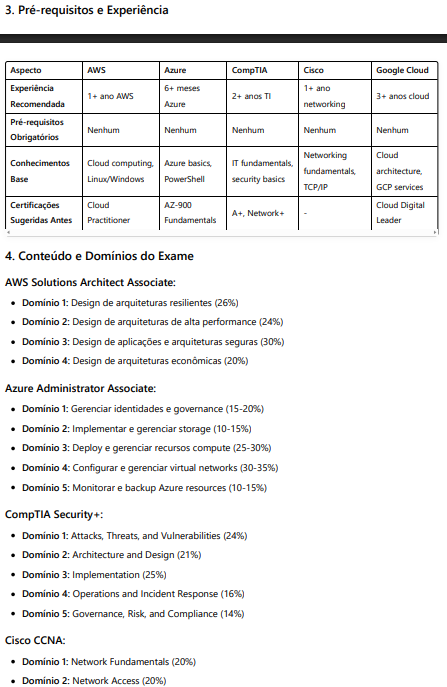 3. Pré-requisitos e Experiência
Aspecto AWS Azure CompTIA Cisco Google Cloud
Experiência Recomendada 1+ ano AWS 6+ meses Azure 2+ anos TI 1+ ano networking 3+ anos cloud
Pré-requisitos Obrigatórios Nenhum Nenhum Nenhum Nenhum Nenhum
Conhecimentos Base Cloud computing, Linux/Windows Azure basics, PowerShell IT fundamentals, security basics Networking fundamentals, TCP/IP Cloud architecture, GCP services
Certificações Sugeridas Antes Cloud Practitioner AZ-900 Fundamentals A+, Network+ - Cloud Digital Leader
4. Conteúdo e Domínios do Exame
AWS Solutions Architect Associate:
• Domínio 1: Design de arquiteturas resilientes (26%)
• Domínio 2: Design de arquiteturas de alta performance (24%)
• Domínio 3: Design de aplicações e arquiteturas seguras (30%)
• Domínio 4: Design de arquiteturas econômicas (20%)
Azure Administrator Associate:
• Domínio 1: Gerenciar identidades e governance (15-20%)
• Domínio 2: Implementar e gerenciar storage (10-15%)
• Domínio 3: Deploy e gerenciar recursos compute (25-30%)
• Domínio 4: Configurar e gerenciar virtual networks (30-35%)
• Domínio 5: Monitorar e backup Azure resources (10-15%)
CompTIA Security+:
• Domínio 1: Attacks, Threats, and Vulnerabilities (24%)
• Domínio 2: Architecture and Design (21%)
• Domínio 3: Implementation (25%)
• Domínio 4: Operations and Incident Response (16%)
• Domínio 5: Governance, Risk, and Compliance (14%)
Cisco CCNA:
• Domínio 1: Network Fundamentals (20%)
• Domínio 2: Network Access (20%)